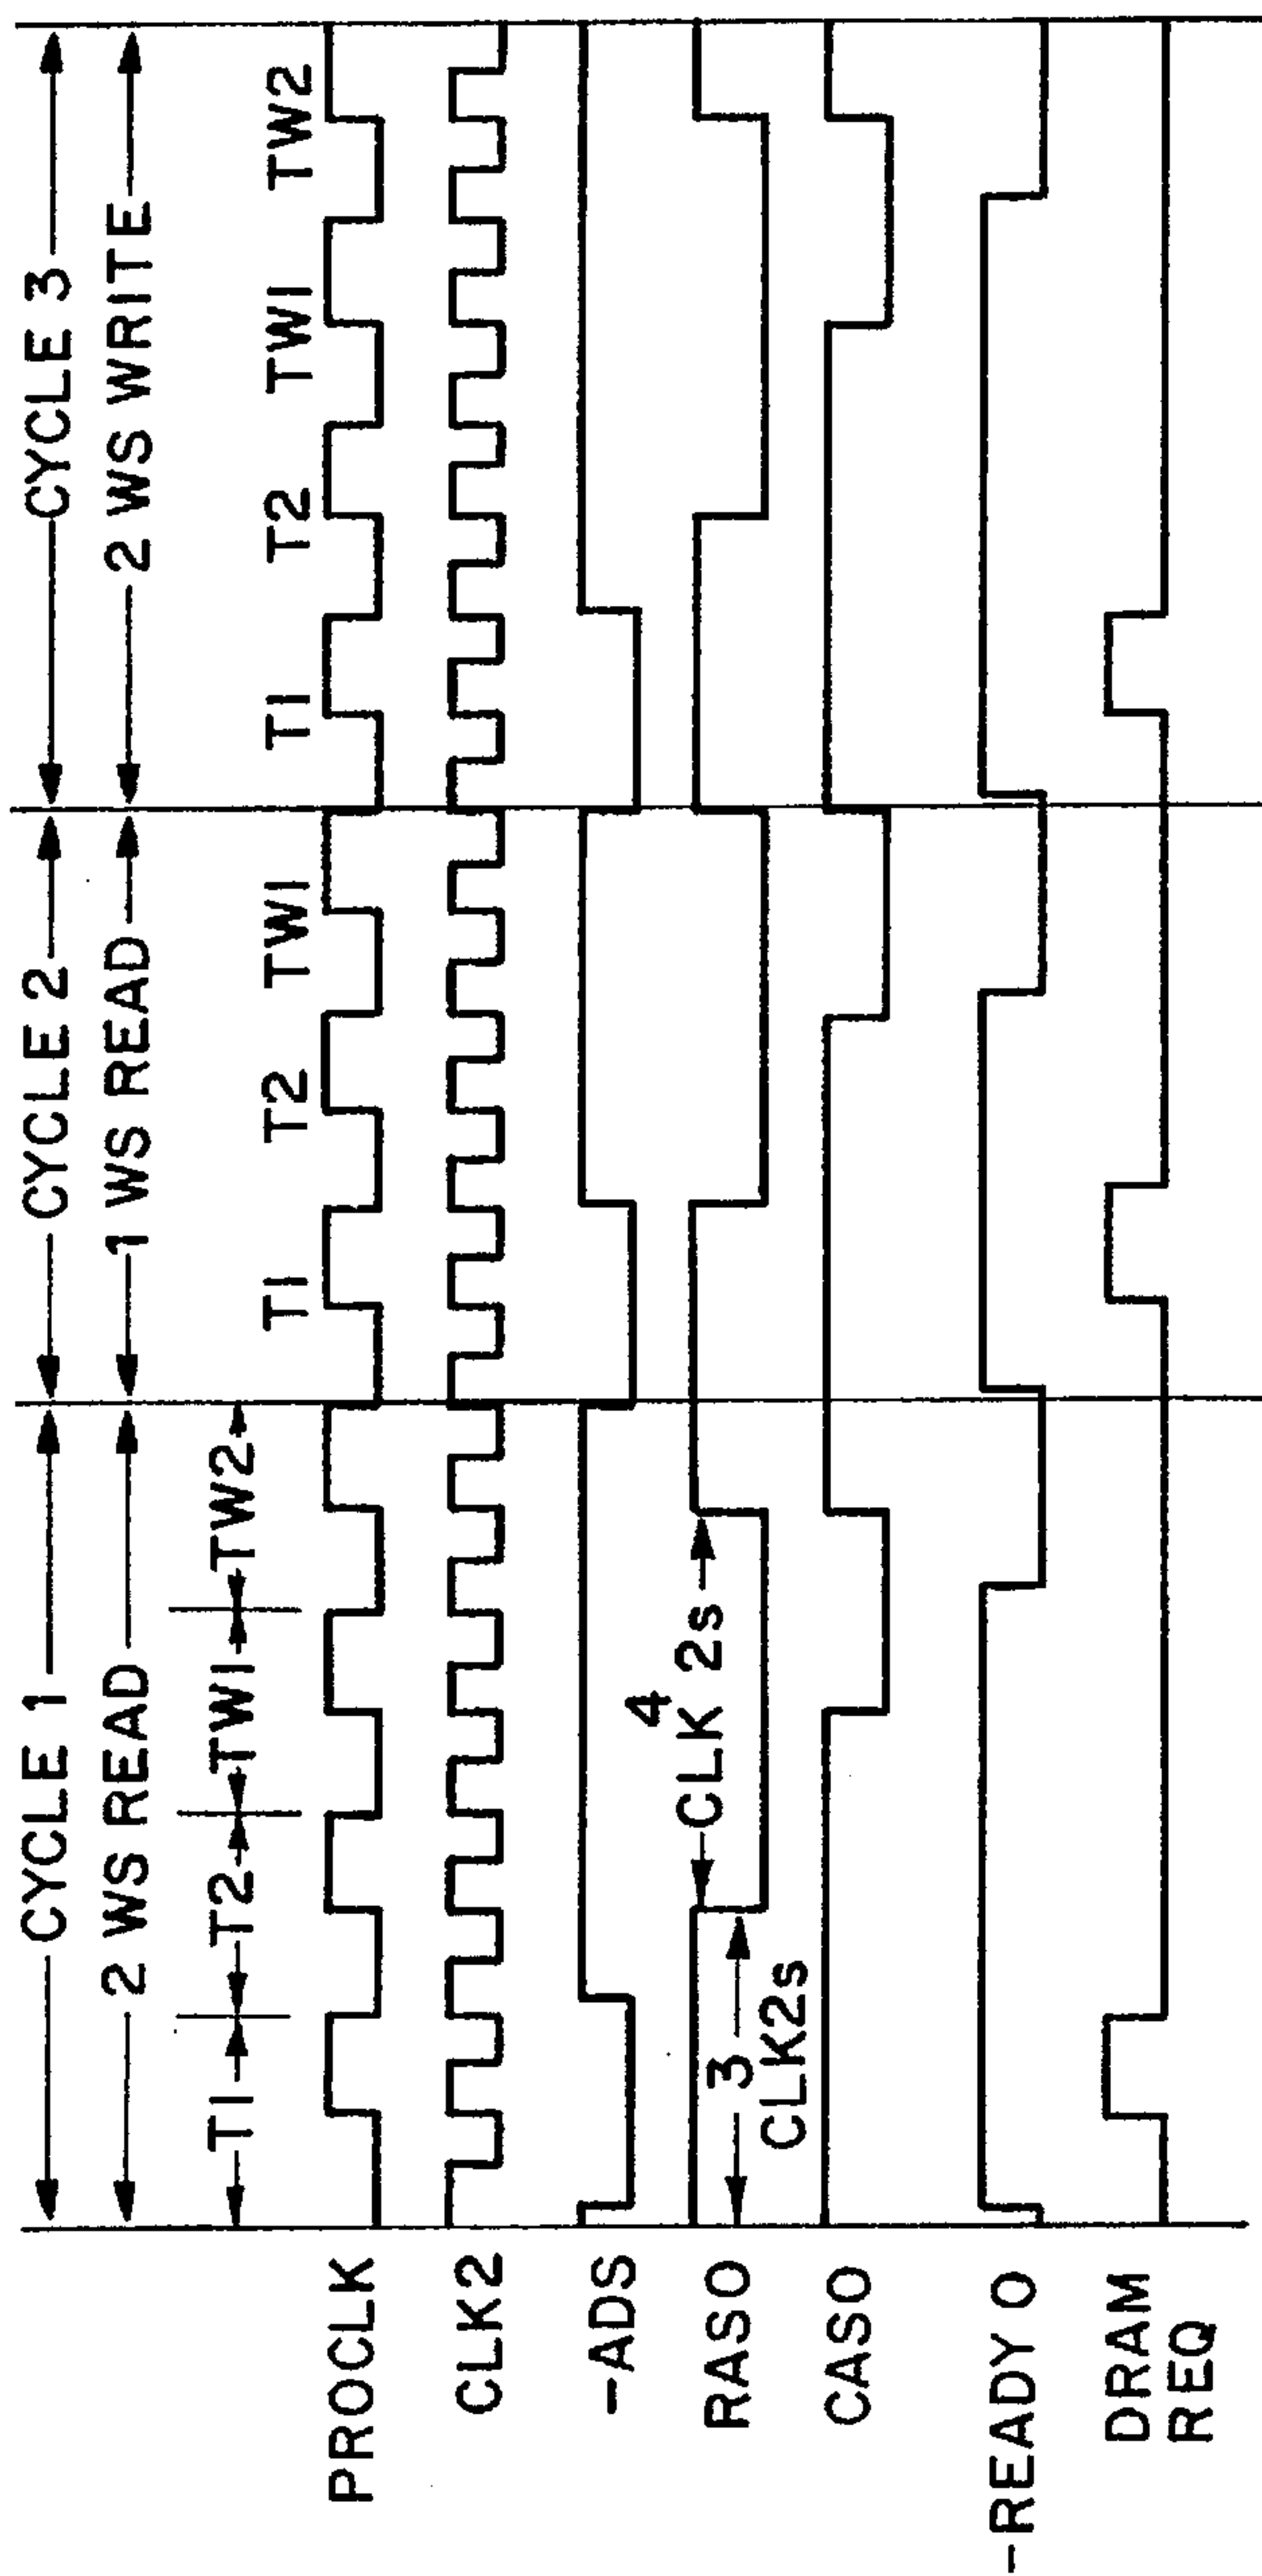 CYCLE 1 CYCLE 2 CYCLE 3
2 WS READ 1 WS READ 2 WS WRITE
T1 T2 TW1 TW2 T1 T2 TW1 T1 T2 TW1 TW2
PROCLK
CLK2
-ADS
RASO
3
CLK2s
4
CLK 2s
CASO
-READY O
DRAM
REQ